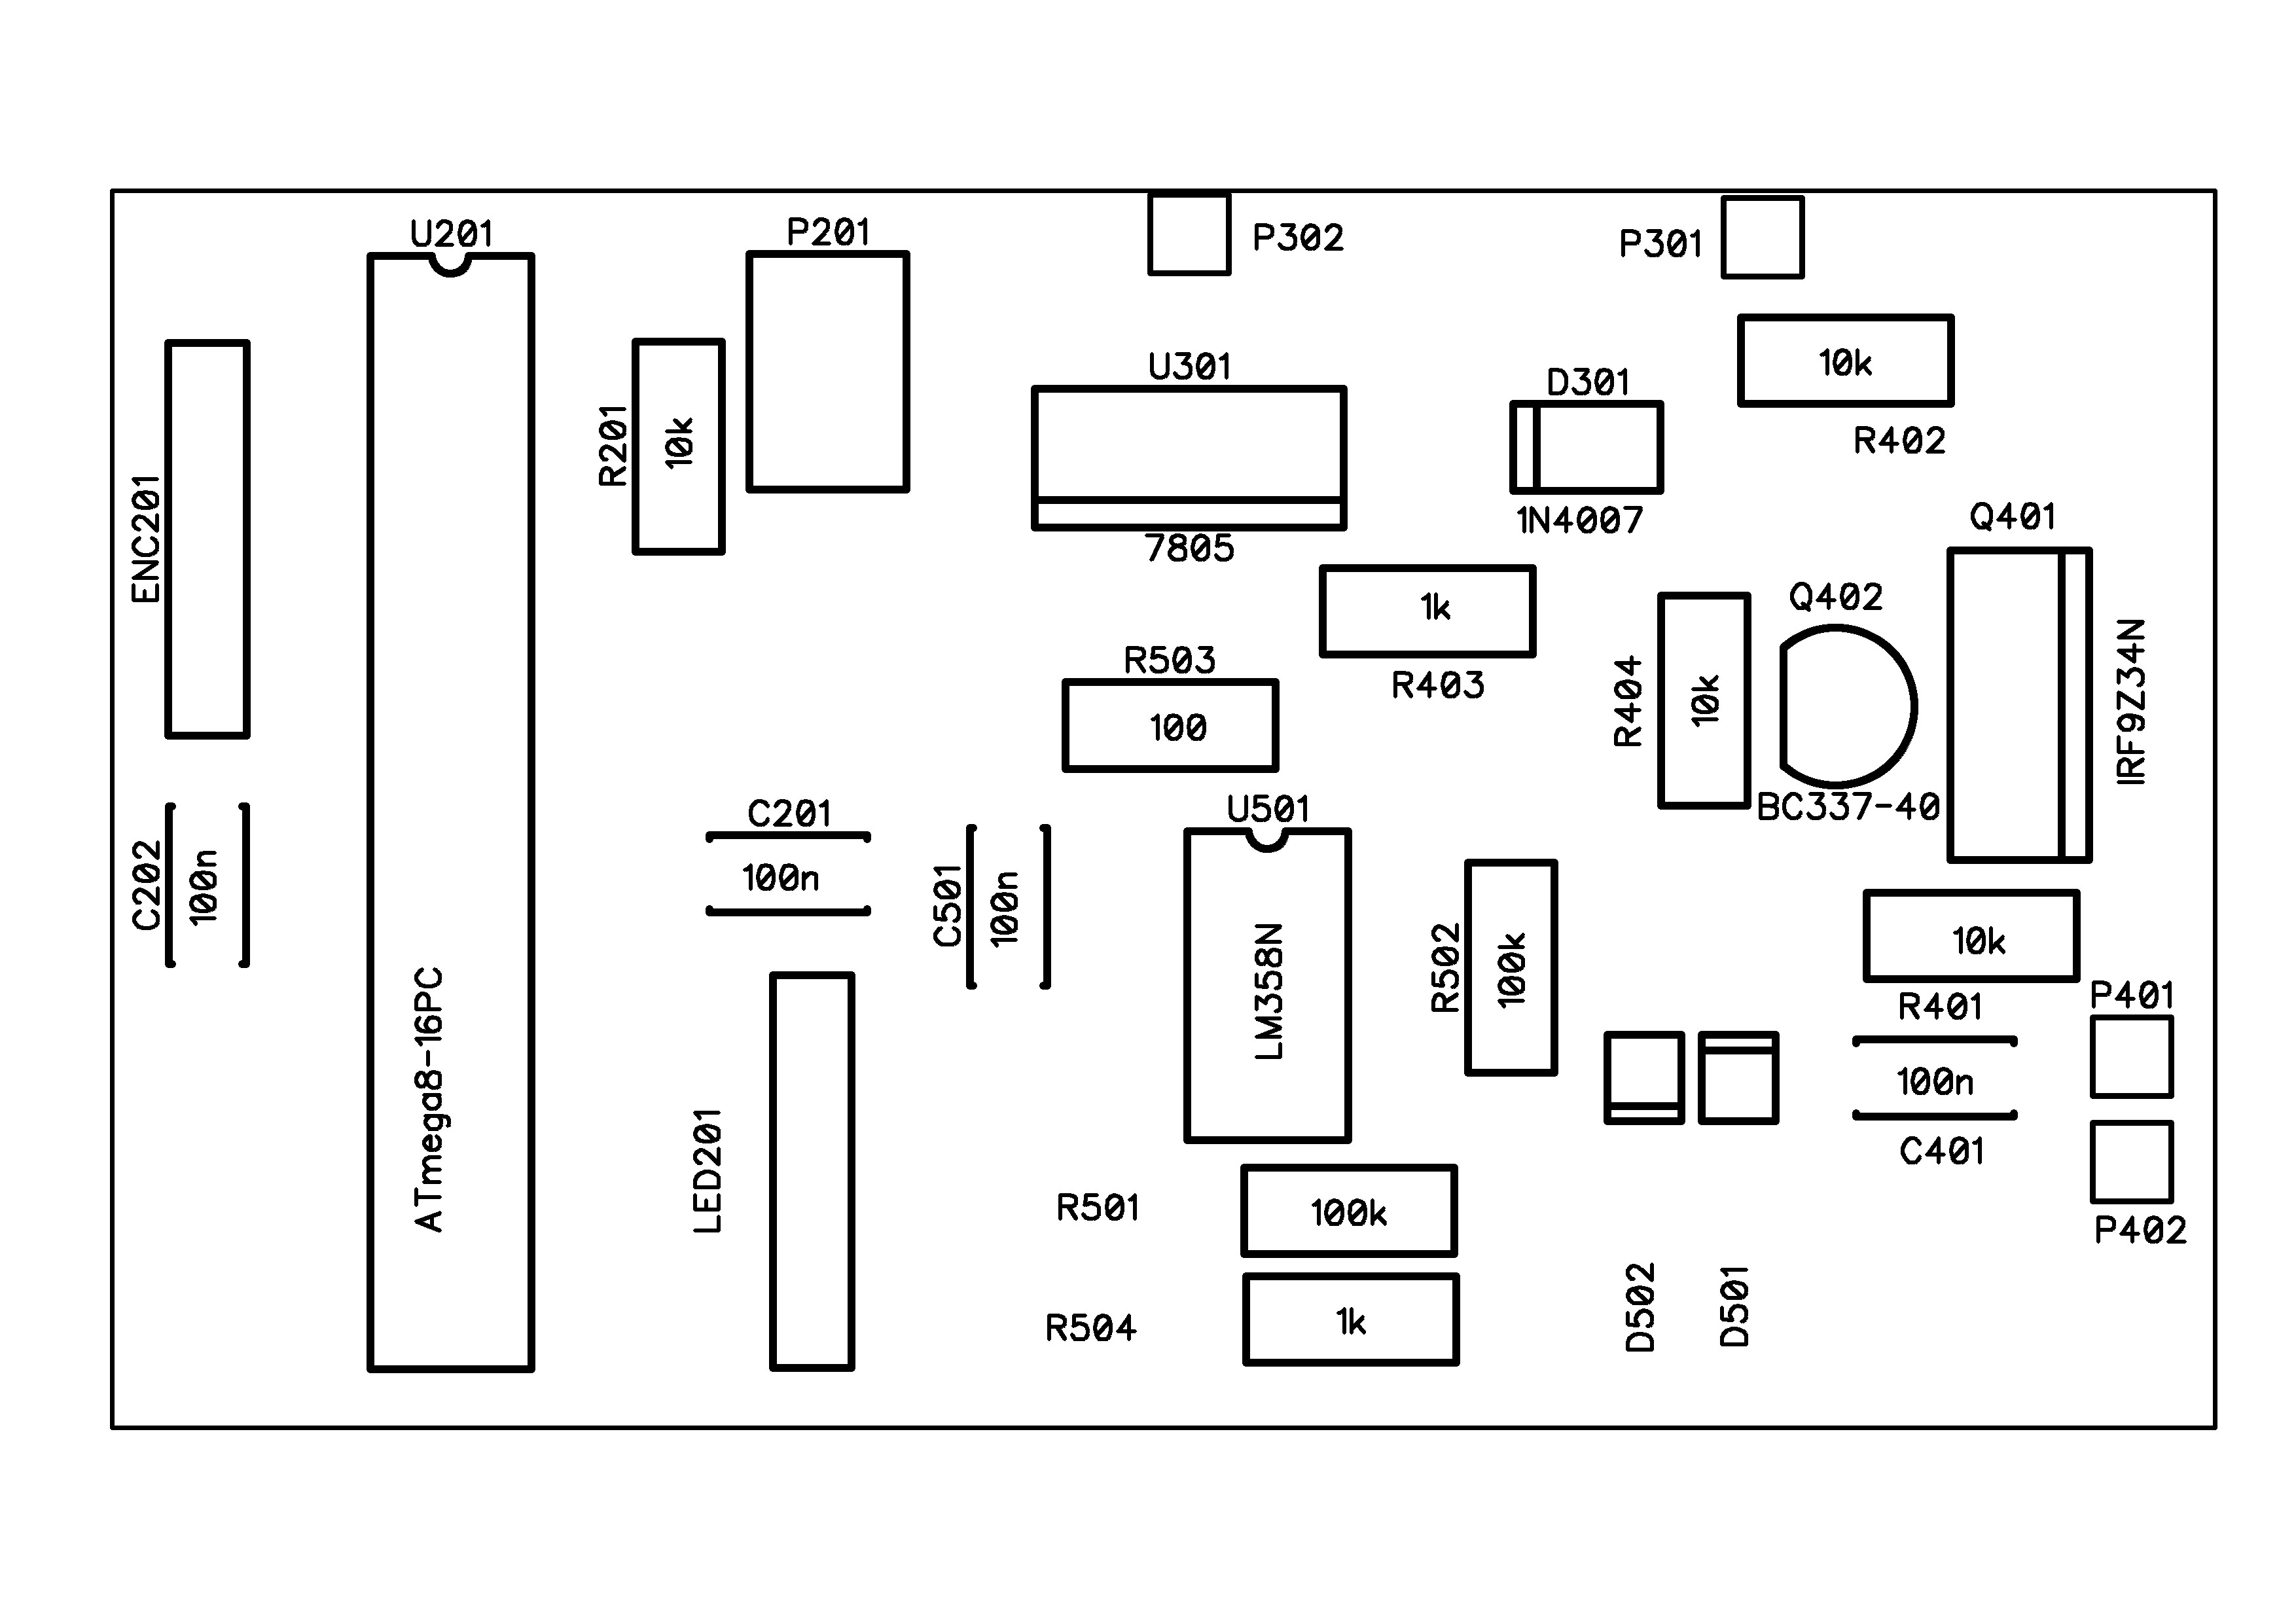 U201
P201
P302
P301
U301
D301
10k
R402
R201
10k
ENC201
7805
1N4007
Q401
1k
R403
Q402
R404
10k
IRF9Z34N
R503
100
BC337-40
C201
100n
U501
C202
100n
C501
100n
LM358N
R502
100k
10k
R401
P401
ATmega8-16PC
100n
C401
LED201
R501
100k
P402
R504
1k
D502
D501